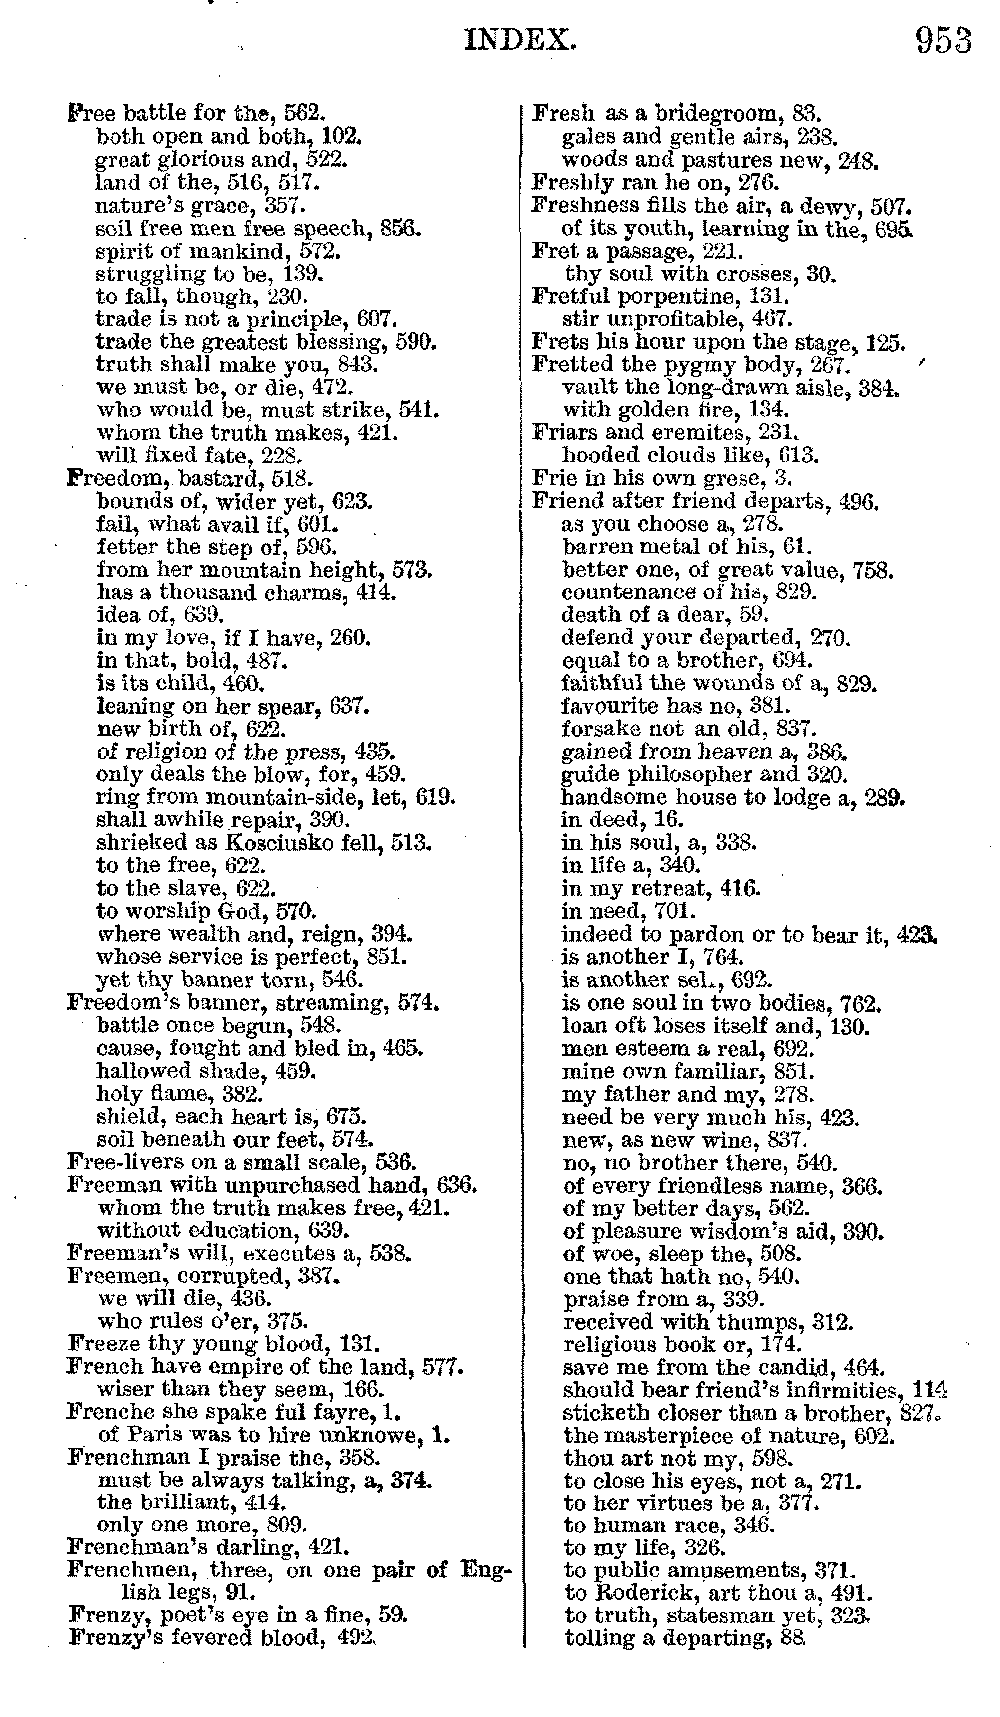 INDEX. 953
Free battle for the, 562.
both open and both, 102.
great glorious and, 522.
land of the, 516, 517.
nature's grace, 357.
soil free men free speech, 856.
spirit of mankind, 572.
struggling to be, 139.
to fall, though, 230.
trade is not a principle, 607.
trade the greatest blessing, 590.
truth shall make you, 843.
we must be, or die, 472.
who would be, must strike, 541.
whom the truth makes, 421.
will fixed fate, 228.
Freedom, bastard, 518.
bounds of, wider yet, 623.
fail, what avail if, 601.
fetter the step of, 596.
from her mountain height, 573.
has a thousand charms, 414.
idea of, 639.
in my love, if I have, 260.
in that, bold, 487.
is its child, 460.
leaning on her spear, 637.
new birth of, 622.
of religion of the press, 435.
only deals the blow, for, 459.
ring from mountain-side, let, 619.
shall awhile repair, 390.
shrieked as Kosciusko fell, 513.
to the free, 622.
to the slave, 622.
to worship God, 570.
where wealth and, reign, 394.
whose service is perfect, 851.
yet thy banner torn, 546.
Freedom's banner, streaming, 574.
battle once begun, 548.
cause, fought and bled in, 465.
hallowed shade, 459.
holy flame, 382.
shield, each heart is, 675.
soil beneath our feet, 574.
Free-livers on a small scale, 536.
Freeman with unpurchased hand, 636.
whom the truth makes free, 421.
without education, 639.
Freeman's will, executes a, 538.
Freemen, corrupted, 387.
we will die, 436.
who rules o'er, 375.
Freeze thy young blood, 131.
French have empire of the land, 577.
wiser than they seem, 166.
Frenche she spake ful fayre, 1.
of Paris was to hire unknowe, 1.
Frenchman I praise the, 358.
must be always talking, a, 374.
the brilliant, 414.
only one more, 809.
Frenchman's darling, 421.
Frenchmen, three, on one pair of Eng-
lish legs, 91.
Frenzy, poet's eye in a fine, 59.
Frenzy's fevered blood, 492.
Fresh as a bridegroom, 83.
gales and gentle airs, 238.
woods and pastures new, 248.
Freshly ran he on, 276.
Freshness fills the air, a dewy, 507.
of its youth, learning in the, 695.
Fret a passage, 221.
thy soul with crosses, 30.
Fretful porpentine, 131.
stir unprofitable, 467.
Frets his hour upon the stage, 125.
Fretted the pygmy body, 267.
vault the long-drawn aisle, 384.
with golden fire, 134.
Friars and eremites, 231.
hooded clouds like, 613.
Frie in his own grese, 3.
Friend after friend departs, 496.
as you choose a, 278.
barren metal of his, 61.
better one, of great value, 758.
countenance of his, 829.
death of a dear, 59.
defend your departed, 270.
equal to a brother, 694.
faithful the wounds of a, 829.
favourite has no, 381.
forsake not an old, 837.
gained from heaven a, 386.
guide philosopher and 320.
handsome house to lodge a, 289.
in deed, 16.
in his soul, a, 338.
in life a, 340.
in my retreat, 416.
in need, 701.
indeed to pardon or to bear it, 423.
is another I, 764.
is another sel., 692.
is one soul in two bodies, 762.
loan oft loses itself and, 130.
men esteem a real, 692.
mine own familiar, 851.
my father and my, 278.
need be very much his, 423.
new, as new wine, 837.
no, no brother there, 540.
of every friendless name, 366.
of my better days, 562.
of pleasure wisdom's aid, 390.
of woe, sleep the, 508.
one that hath no, 540.
praise from a, 339.
received with thumps, 312.
religious book or, 174.
save me from the candid, 464.
should bear friend's infirmities, 114
sticketh closer than a brother, 827.
the masterpiece of nature, 602.
thou art not my, 598.
to close his eyes, not a, 271.
to her virtues be a, 377.
to human race, 346.
to my life, 326.
to public amusements, 371.
to Roderick, art thou a, 491.
to truth, statesman yet, 323.
tolling a departing, 88.